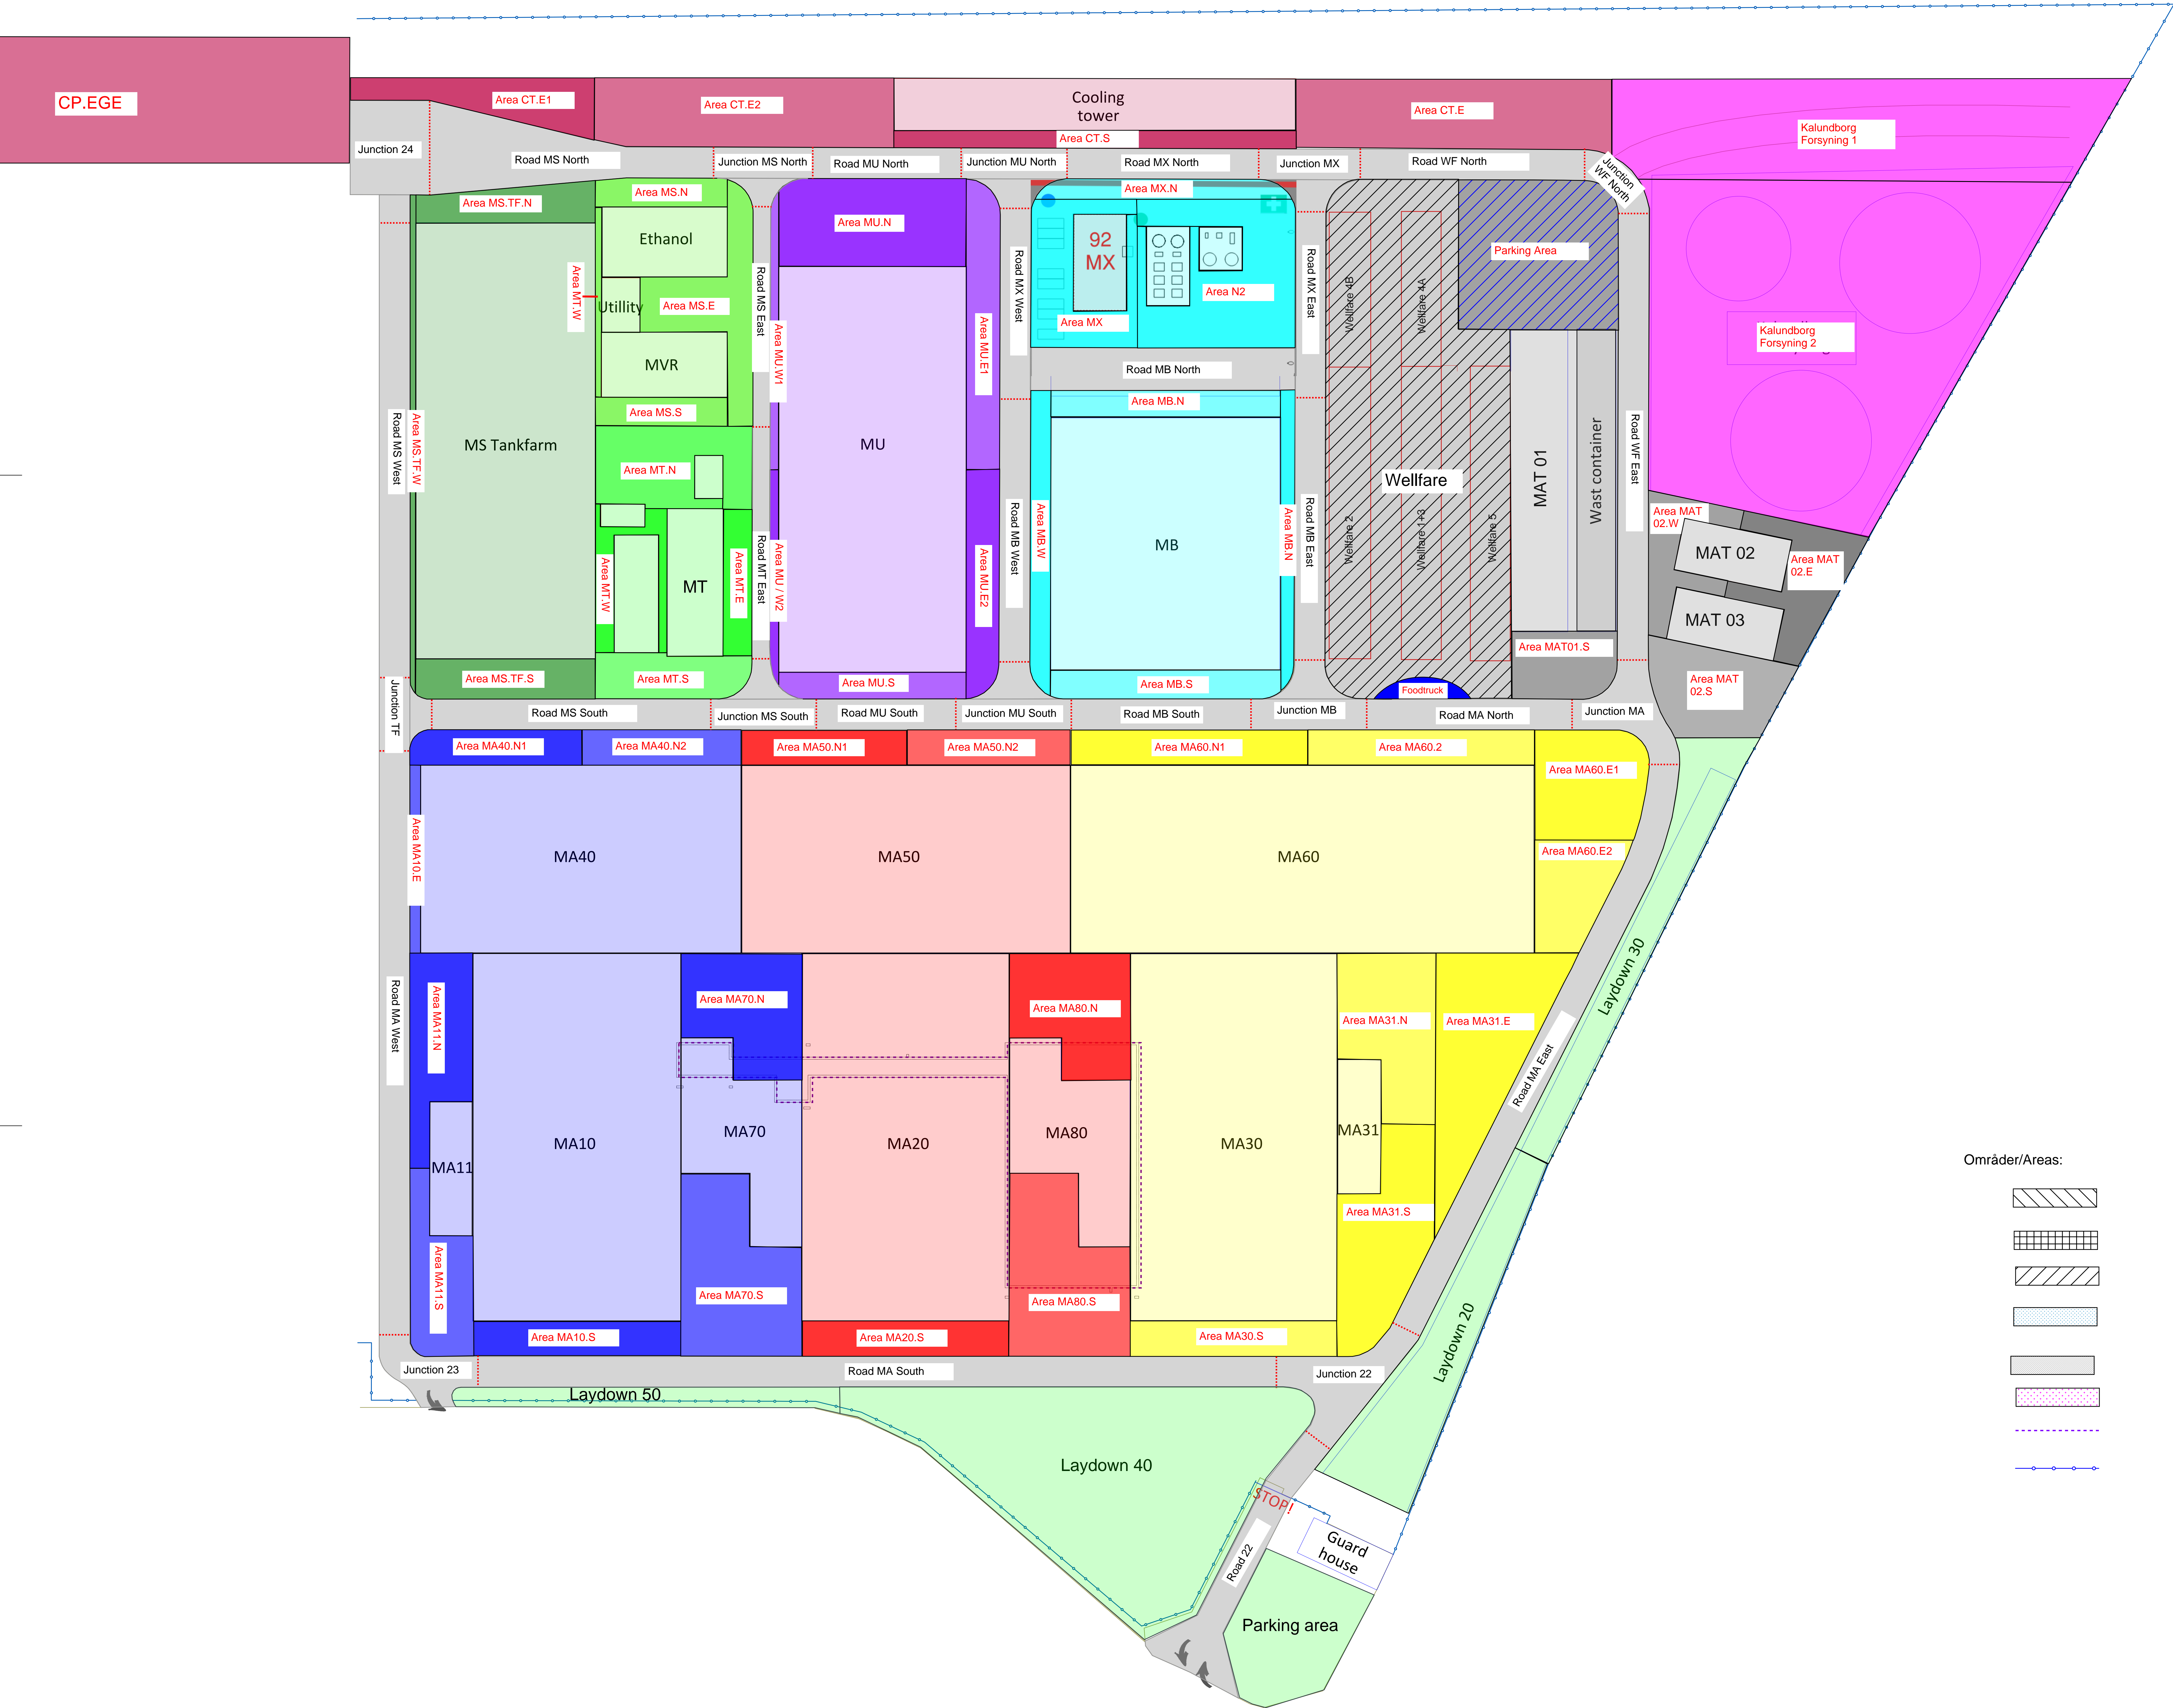 CP.EGE
Area CT.E1
Area CT.E2
Cooling
tower
Area CT.S
Area CT.E
Kalundborg
Forsyning 1
Junction 24
Road MS North
Junction MS North
Road MU North
Junction MU North
Road MX North
Junction MX
Road WF North
Junction
WF North
Area MS.TF.N
Area MS.N
Area MU.N
Area MX.N
Ethanol
92
MX
Parking Area
Area MT.W
Utillity
Area MS.E
Road MS East
Area MU.W1
Area MU.E1
Road MX West
Area N2
Area MX
Road MX East
Wellfare 4B
Wellfare 4A
Kalundborg
Forsyning 2
MVR
Road MB North
Area MS.S
Area MB.N
Road MS West
Area MS.TF.W
MS Tankfarm
MU
MAT 01
Wast container
Road WF East
Area MT.N
Wellfare
Area MT.W
MT
Area MT.E
Road MT East
Area MU / W2
Area MU.E2
Road MB West
Area MB.W
MB
Area MB.N
Road MB East
Wellfare 2
Wellfare 1+3
Wellfare 5
Area MAT
02.W
MAT 02
Area MAT
02.E
MAT 03
Area MAT01.S
Area MS.TF.S
Area MT.S
Area MU.S
Area MB.S
Foodtruck
Area MAT
02.S
Junction TF
Road MS South
Junction MS South
Road MU South
Junction MU South
Road MB South
Junction MB
Road MA North
Junction MA
Area MA40.N1
Area MA40.N2
Area MA50.N1
Area MA50.N2
Area MA60.N1
Area MA60.2
Area MA60.E1
Area MA10.E
MA40
MA50
MA60
Area MA60.E2
Laydown 30
Road MA West
Area MA11.N
Area MA70.N
Area MA80.N
Area MA31.N
Area MA31.E
Road MA East
MA11
MA10
MA70
MA20
MA80
MA30
MA31
Områder/Areas:
Area MA31.S
Area MA11.S
Area MA70.S
Area MA80.S
Area MA10.S
Area MA20.S
Area MA30.S
Laydown 20
Junction 23
Road MA South
Junction 22
Laydown 50
Laydown 40
STOP!
Guard
house
Road 22
Parking area